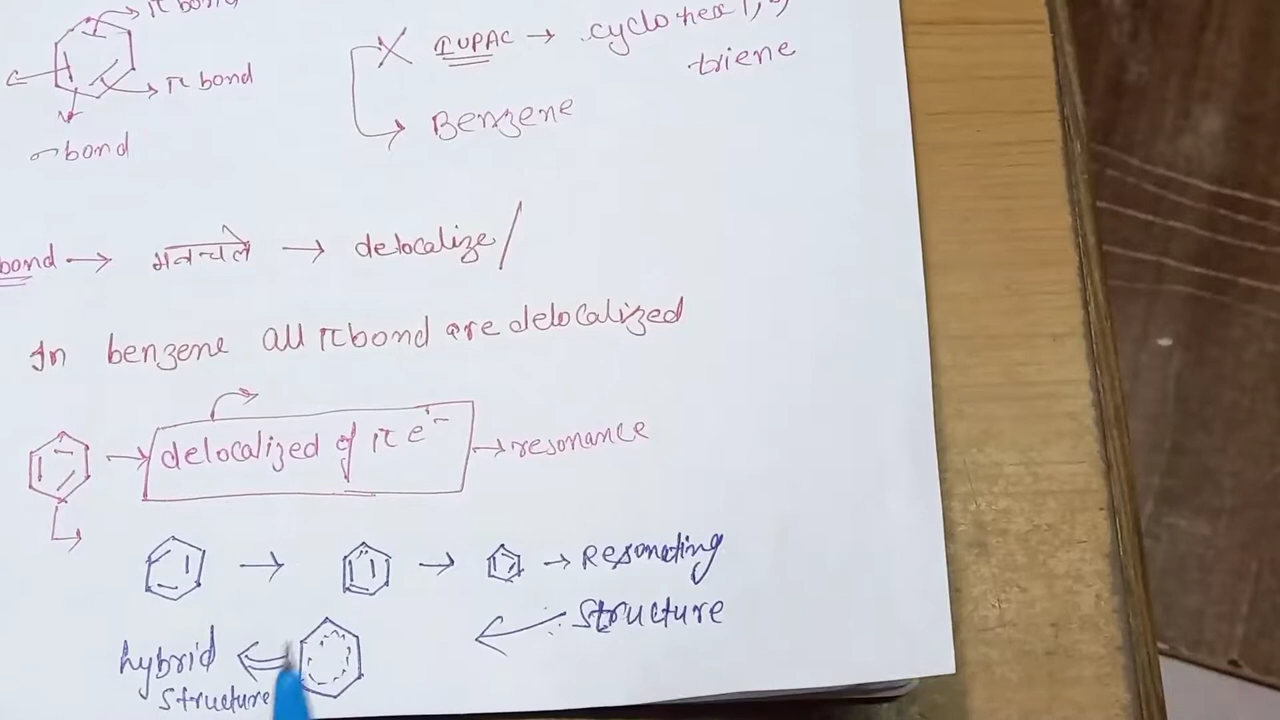 π bond
IUPAC → cyclohex 1,
triene
π bond
Benzene
σ bond
bond → मनचले → delocalize/
In benzene all π bond are delocalized
→ delocalized of π e⁻ → resonance
→ → → Resonating
structure
hybrid
structure